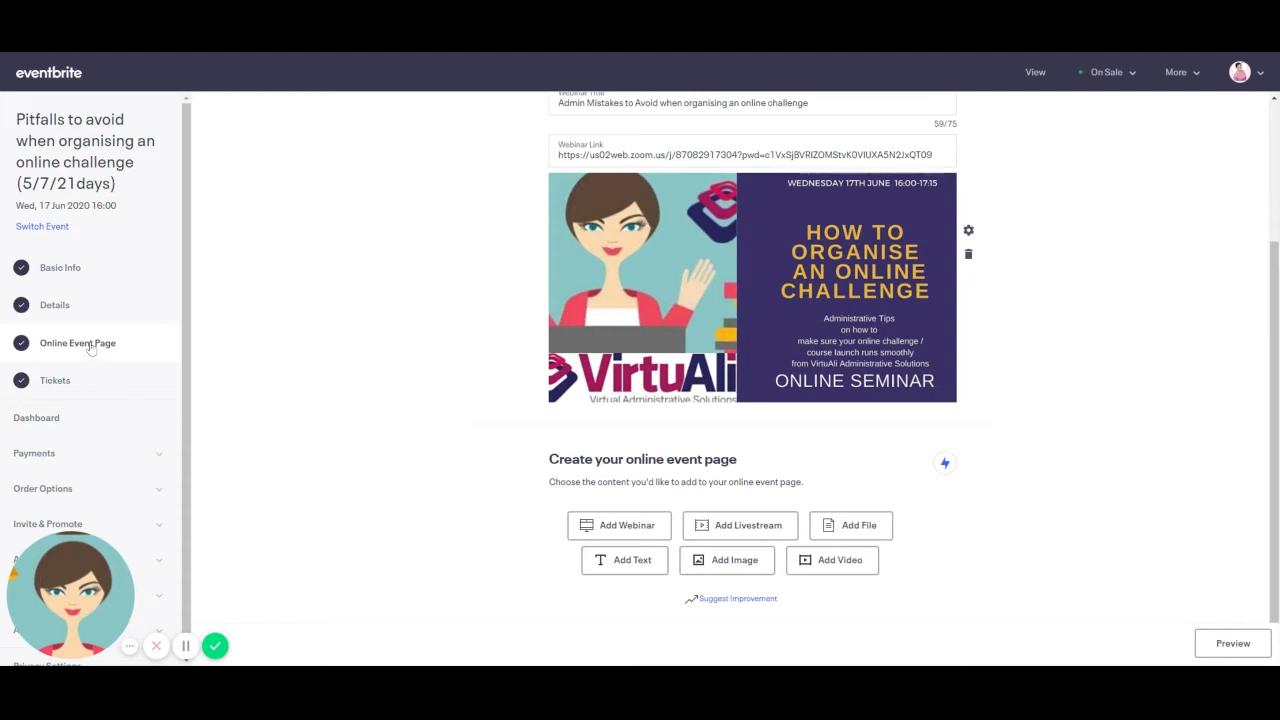 eventbrite
View
On Sale
More
Pitfalls to avoid
when organising an
online challenge
(5/7/21days)
Wed, 17 Jun 2020 16:00
Switch Event
Basic Info
Details
Online Event Page
Tickets
Dashboard
Payments
Order Options
Invite & Promote
Privacy Settings
Webinar Title
Admin Mistakes to Avoid when organising an online challenge
59/75
Webinar Link
https://us02web.zoom.us/j/87082917304?pwd=c1VxSjBVRlZOMStvK0VIUXA5N2JxQT09
WEDNESDAY 17TH JUNE 16:00-17:15
HOW TO
ORGANISE
AN ONLINE
CHALLENGE
Administrative Tips
on how to
make sure your online challenge /
course launch runs smoothly
from VirtuAli Administrative Solutions
ONLINE SEMINAR
VirtuAli
Virtual Administrative Solutions
Create your online event page
Choose the content you'd like to add to your online event page.
Add Webinar
Add Livestream
Add File
Add Text
Add Image
Add Video
Suggest Improvement
Preview